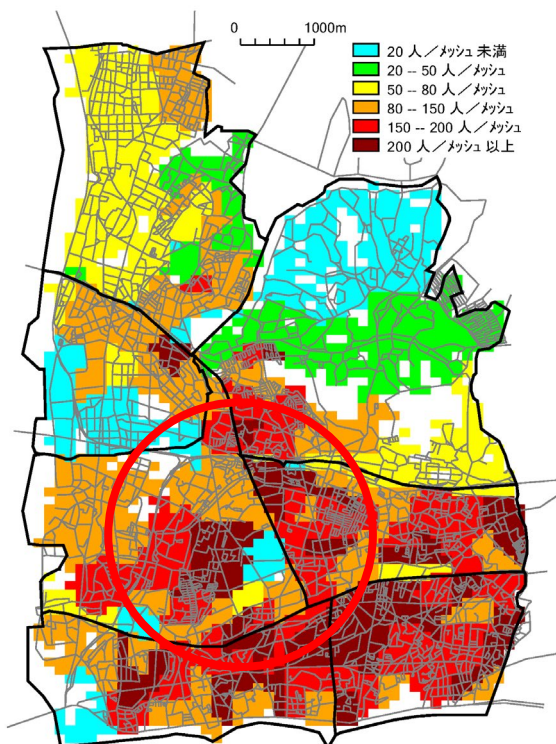 0 1000m
20 人／ﾒｯｼｭ 未満
20 -- 50 人／ﾒｯｼｭ
50 -- 80 人／ﾒｯｼｭ
80 -- 150 人／ﾒｯｼｭ
150 -- 200 人／ﾒｯｼｭ
200 人／ﾒｯｼｭ 以上